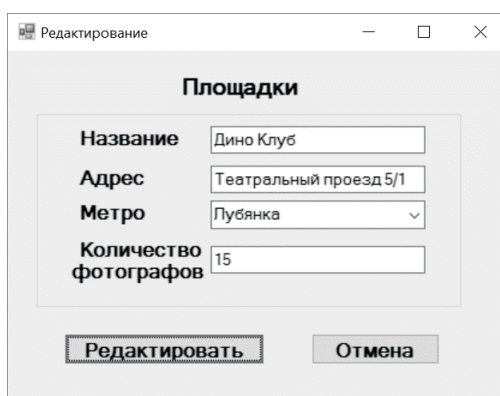 Редактирование
Площадки
Название
Дино Клуб
Адрес
Театральный проезд 5/1
Метро
Лубянка
Количество
фотографов
15
Редактировать
Отмена